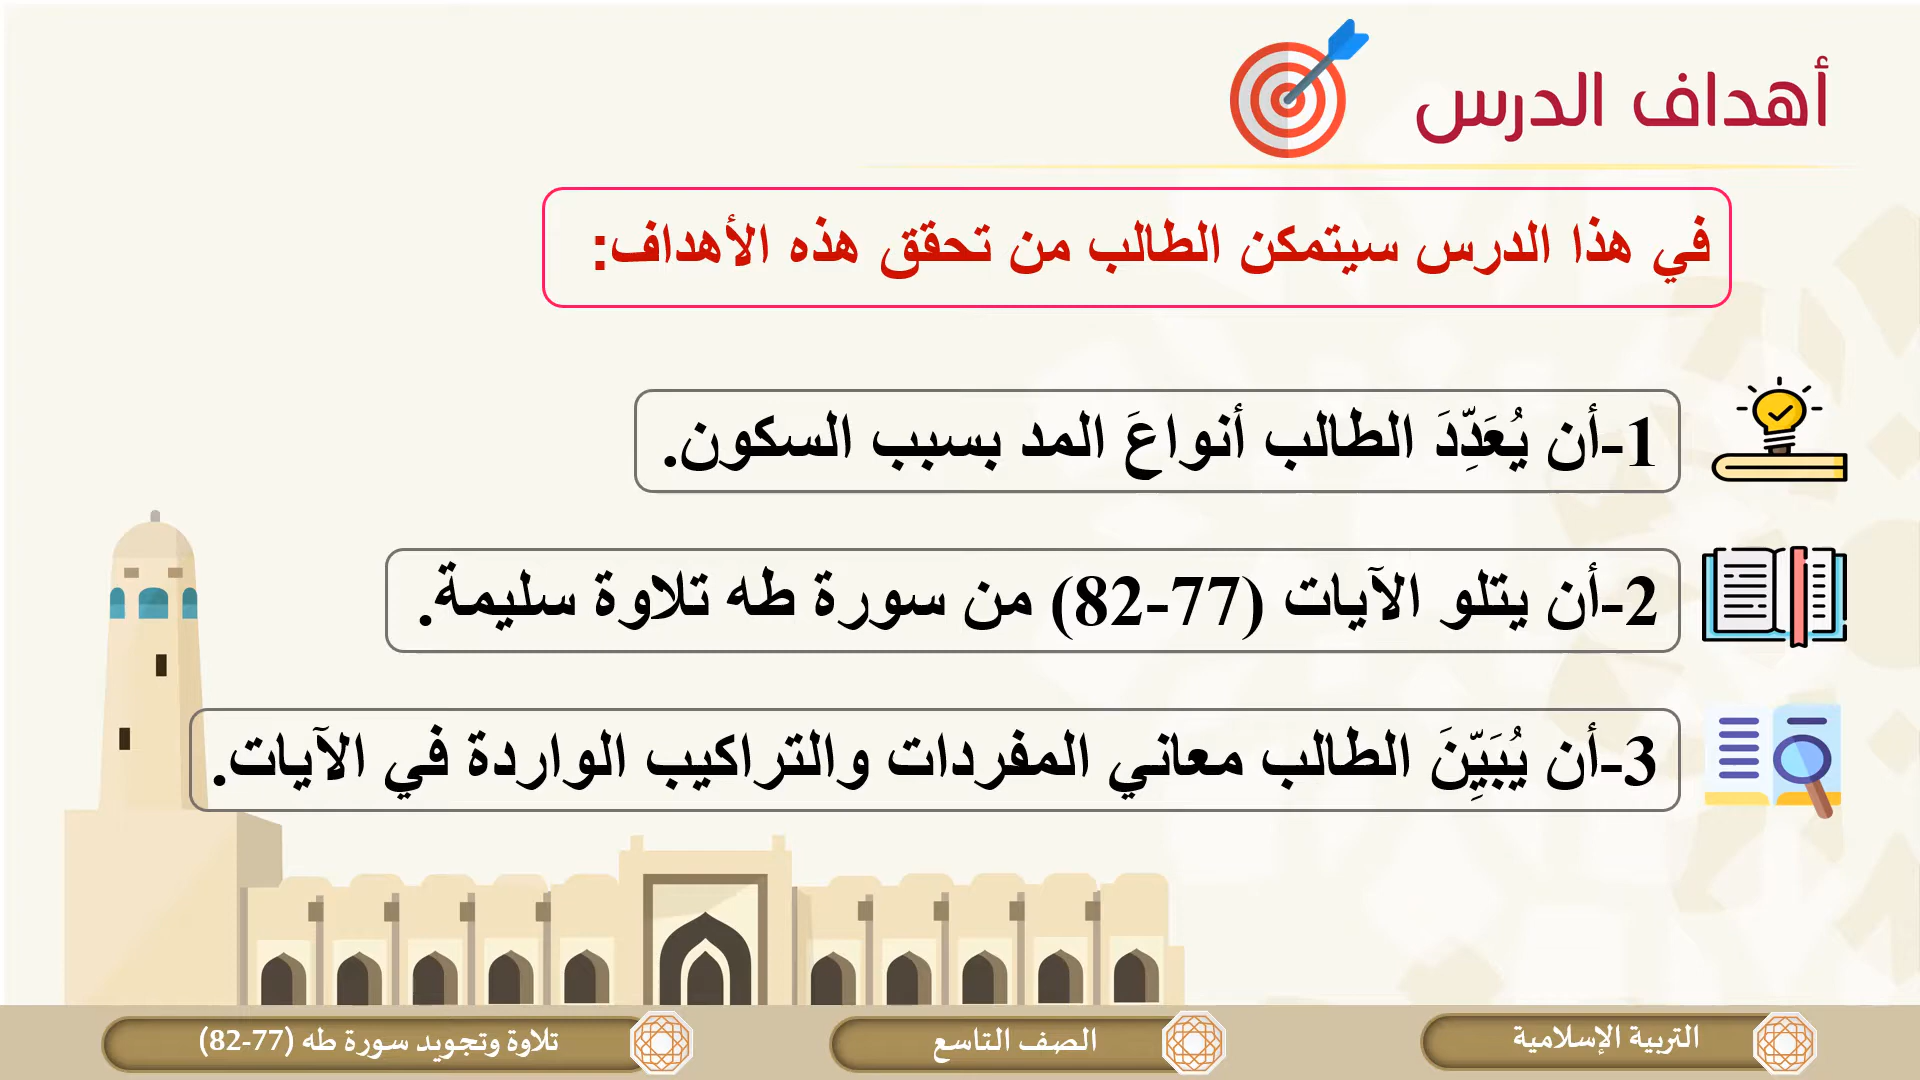 أهداف الدرس
في هذا الدرس سيتمكن الطالب من تحقق هذه الأهداف:
1-أن يُعَدِّدَ الطالب أنواعَ المد بسبب السكون.
2-أن يتلو الآيات (77-82) من سورة طه تلاوة سليمة.
3-أن يُبَيِّنَ الطالب معاني المفردات والتراكيب الواردة في الآيات.
التربية الإسلامية
الصف التاسع
تلاوة وتجويد سورة طه (77-82)